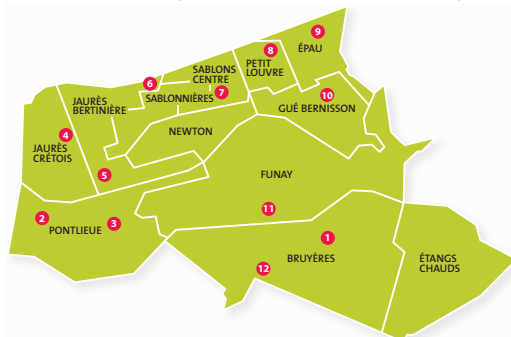 9
ÉPAU
8
PETIT
LOUVRE
SABLONS
CENTRE
6
7
SABLONNIÈRES
JAURÈS
BERTINIÈRE
10
GUÉ BERNISSON
NEWTON
4
JAURÈS
CRÉTOIS
5
FUNAY
11
2
PONTLIEUE
3
1
BRUYÈRES
12
ÉTANGS
CHAUDS